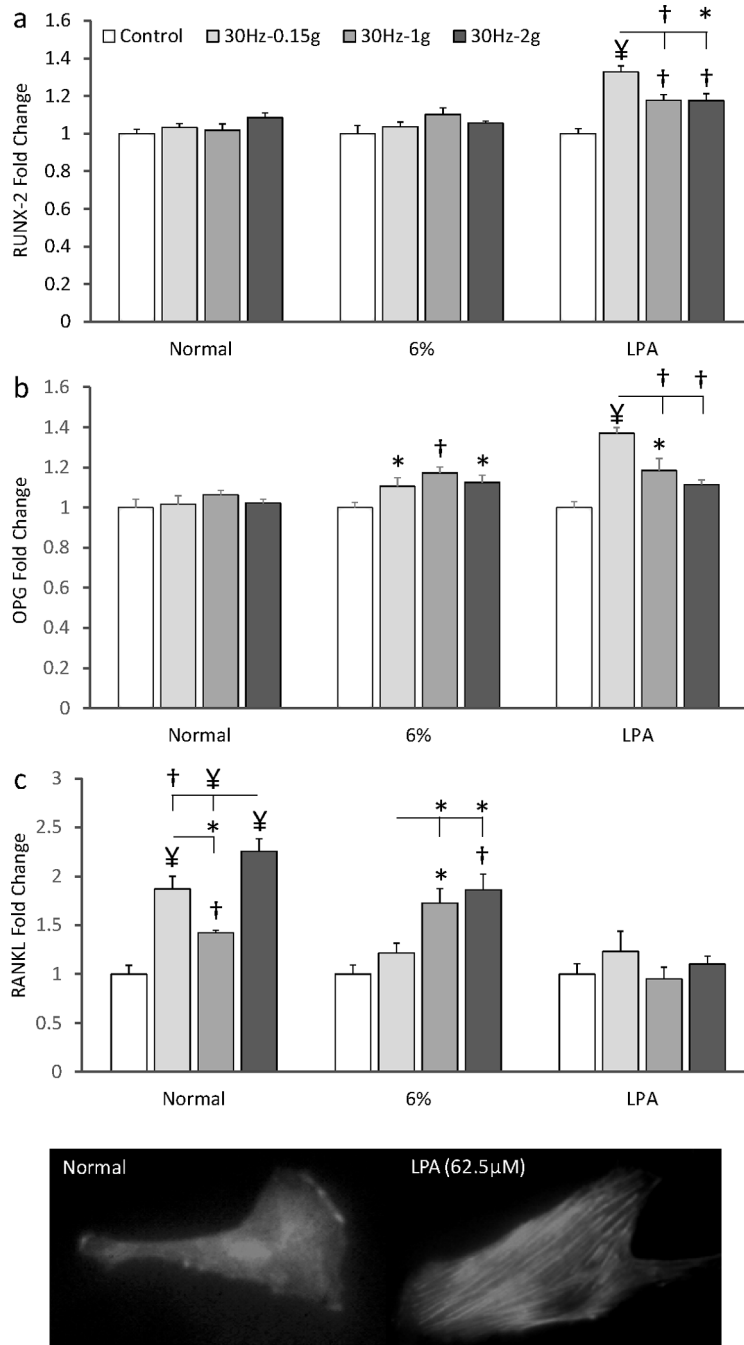 a
RUNX-2 Fold Change
1.6
1.4
1.2
1
0.8
0.6
0.4
0.2
0
Control 30Hz-0.15g 30Hz-1g 30Hz-2g
† *
¥ † †
Normal 6% LPA
b
OPG Fold Change
1.6
1.4
1.2
1
0.8
0.6
0.4
0.2
0
† †
* † * ¥ *
Normal 6% LPA
c
RANKL Fold Change
3
2.5
2
1.5
1
0.5
0
† ¥
* * *
¥ † ¥ * †
Normal 6% LPA
Normal LPA (62.5µM)